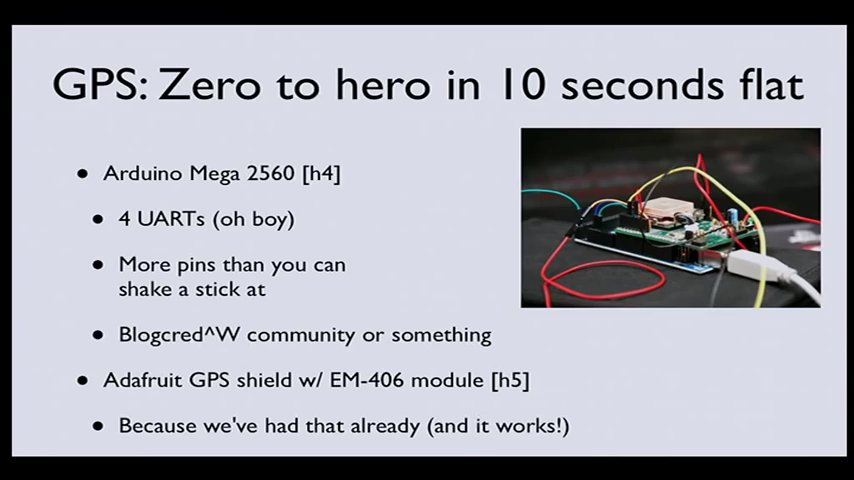 GPS: Zero to hero in 10 seconds flat
• Arduino Mega 2560 [h4]
• 4 UARTs (oh boy)
• More pins than you can
shake a stick at
• Blogcred^W community or something
• Adafruit GPS shield w/ EM-406 module [h5]
• Because we've had that already (and it works!)